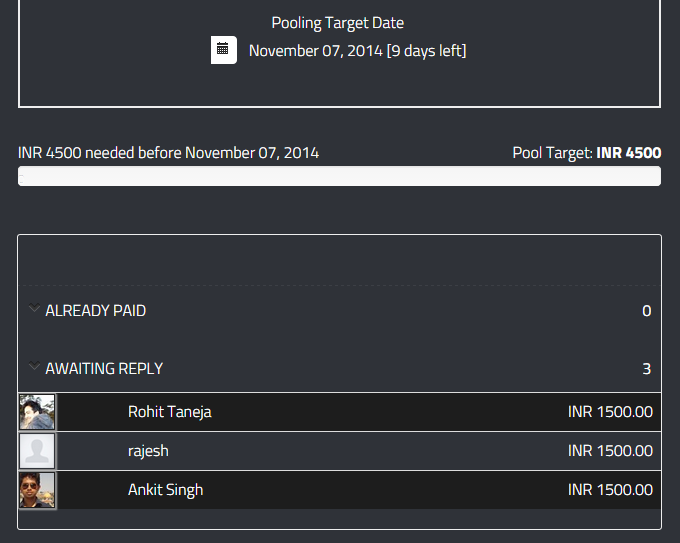 Pooling Target Date
November 07, 2014 [9 days left]
INR 4500 needed before November 07, 2014 Pool Target: INR 4500
ALREADY PAID 0
AWAITING REPLY 3
Rohit Taneja INR 1500.00
rajesh INR 1500.00
Ankit Singh INR 1500.00